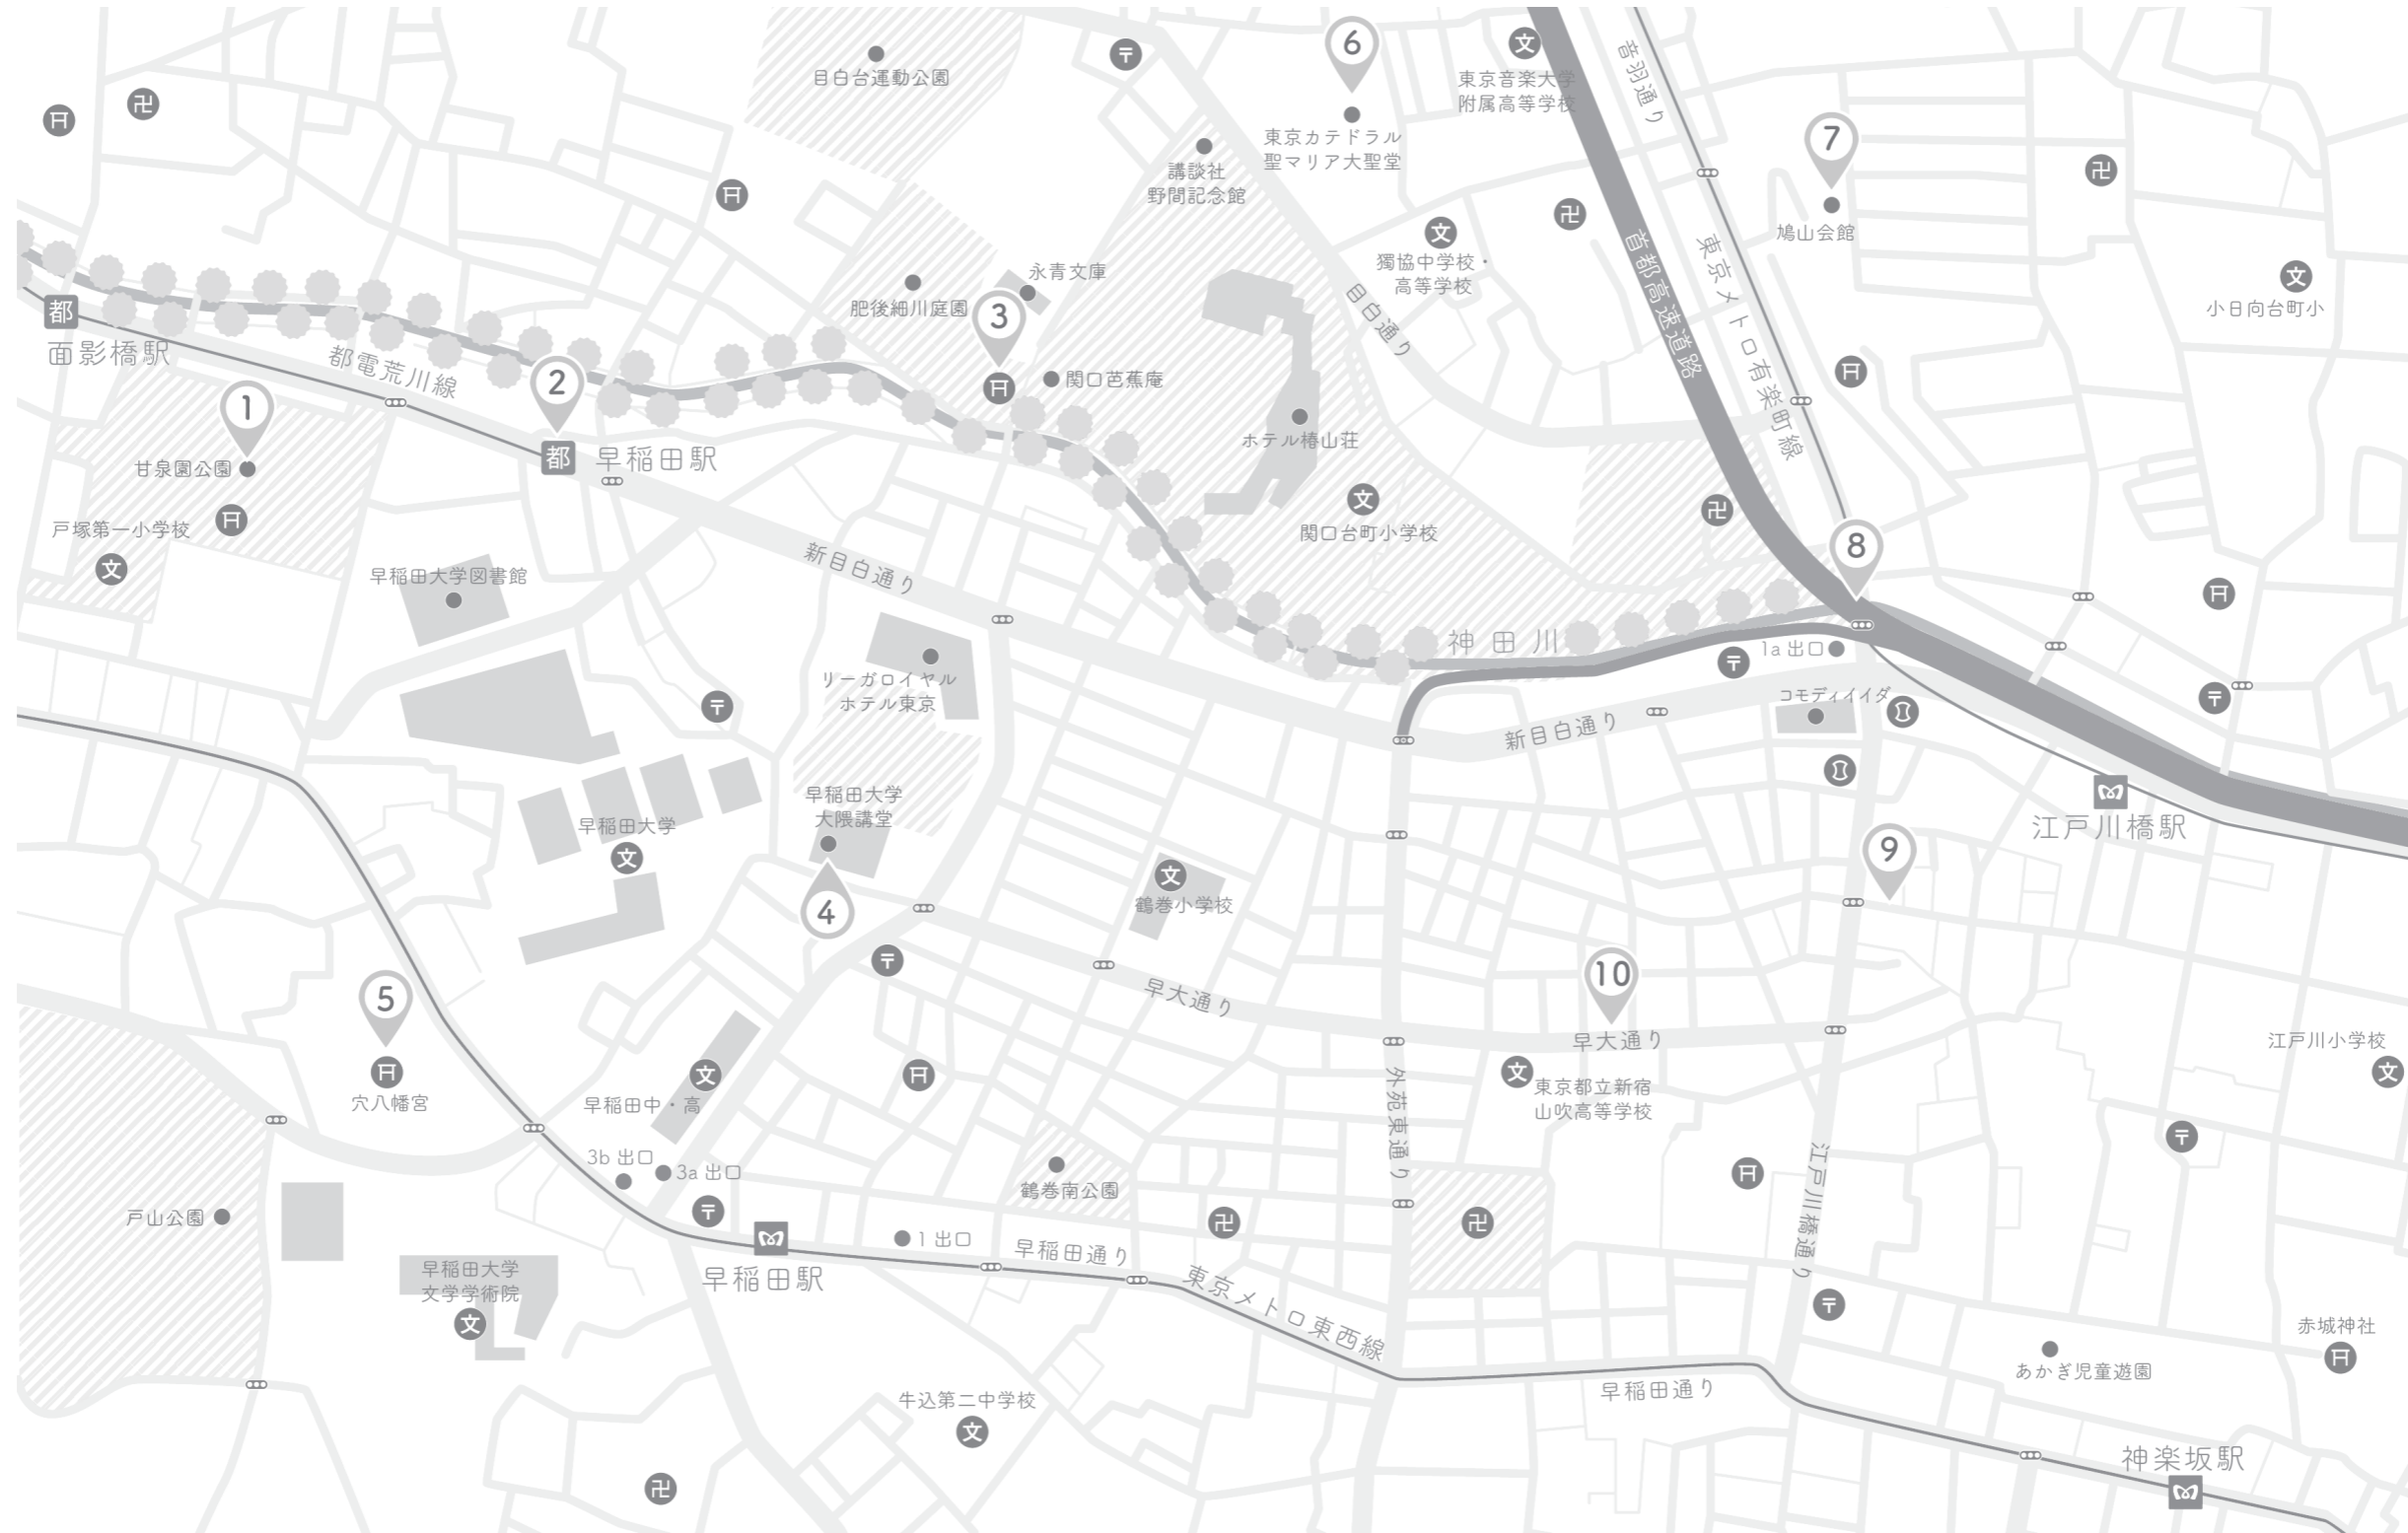 目白台運動公園
6
東京音楽大学
附属高等学校
音羽通り
7
東京カテドラル
聖マリア大聖堂
講談社
野間記念館
鳩山会館
獨協中学校・
高等学校
小日向台町小
首都高速道路
東京メトロ有楽町線
目白通り
永青文庫
肥後細川庭園
3
都
面影橋駅
都電荒川線
2
関口芭蕉庵
1
ホテル椿山荘
都
早稲田駅
甘泉園公園
文
関口台町小学校
戸塚第一小学校
文
8
早稲田大学図書館
新目白通り
神田川
1a 出口
リーガロイヤル
ホテル東京
コモディイイダ
新目白通り
江戸川橋駅
早稲田大学
大隈講堂
早稲田大学
文
4
文
鶴巻小学校
9
10
5
早大通り
早大通り
江戸川小学校
文
文
東京都立新宿
山吹高等学校
穴八幡宮
文
早稲田中・高
外苑東通り
3b 出口
3a 出口
鶴巻南公園
江戸川橋通り
戸山公園
1 出口
早稲田通り
早稲田駅
早稲田大学
文学学術院
文
東京メトロ東西線
赤城神社
あかぎ児童遊園
早稲田通り
牛込第二中学校
文
神楽坂駅